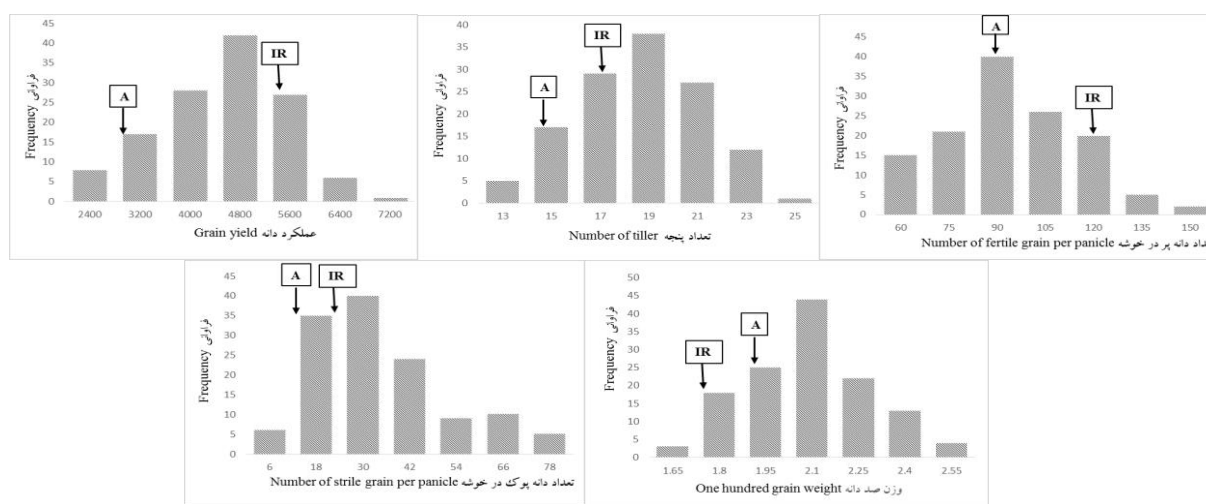 45
40
35
30
25
20
15
10
5
0
فراوانی Frequency
A
IR
2400 3200 4000 4800 5600 6400 7200
Grain yield عملکرد دانه
45
40
35
30
25
20
15
10
5
0
فراوانی Frequency
A
IR
13 15 17 19 21 23 25
Number of tiller تعداد پنجه
45
40
35
30
25
20
15
10
5
0
فراوانی Frequency
A
IR
60 75 90 105 120 135 150
Number of fertile grain per panicle داد دانه پر در خوشه
45
40
35
30
25
20
15
10
5
0
فراوانی Frequency
A
IR
6 18 30 42 54 66 78
Number of strile grain per panicle تعداد دانه پوک در خوشه
50
45
40
35
30
25
20
15
10
5
0
فراوانی Frequency
IR
A
1.65 1.8 1.95 2.1 2.25 2.4 2.55
One hundred grain weight وزن صد دانه